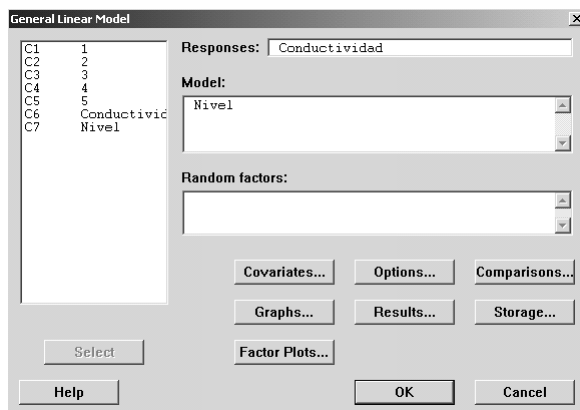 General Linear Model
C1 1
C2 2
C3 3
C4 4
C5 5
C6 Conductivid
C7 Nivel
Responses: Conductividad
Model:
Nivel
Random factors:
Covariates... Options... Comparisons...
Graphs... Results... Storage...
Select Factor Plots...
Help OK Cancel